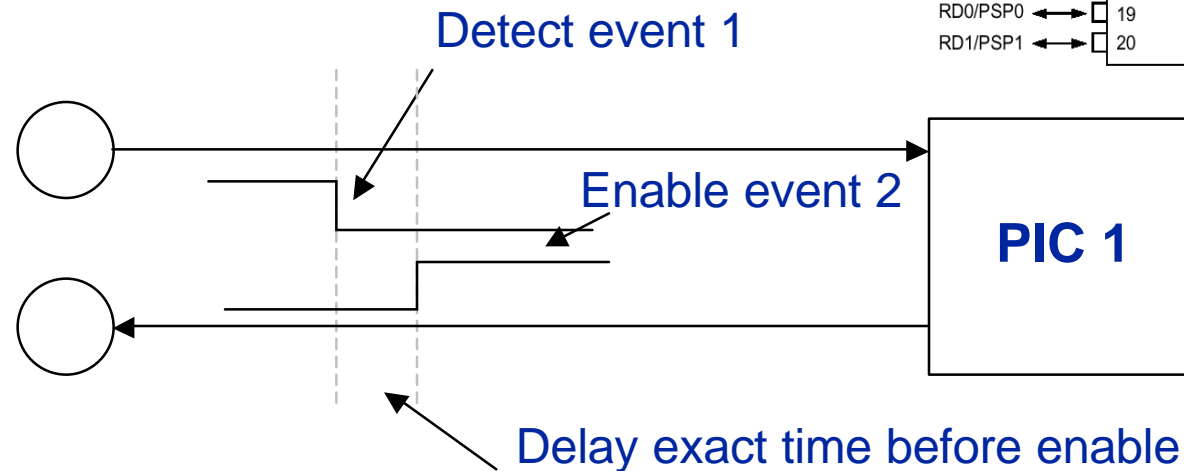 RD0/PSP0 19
RD1/PSP1 20
Detect event 1
Enable event 2
PIC 1
Delay exact time before enable